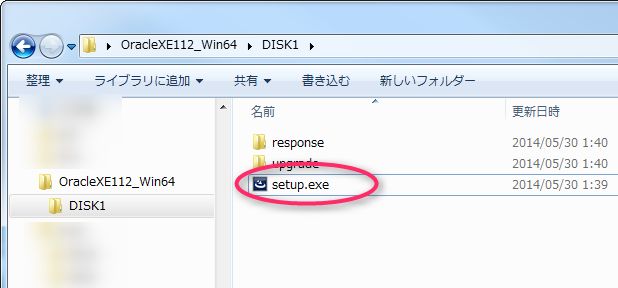 OracleXE112_Win64 DISK1
整理 ライブラリに追加 共有 書き込む 新しいフォルダー
名前 更新日時
response 2014/05/30 1:40
upgrade 2014/05/30 1:40
OracleXE112_Win64 setup.exe 2014/05/30 1:39
DISK1